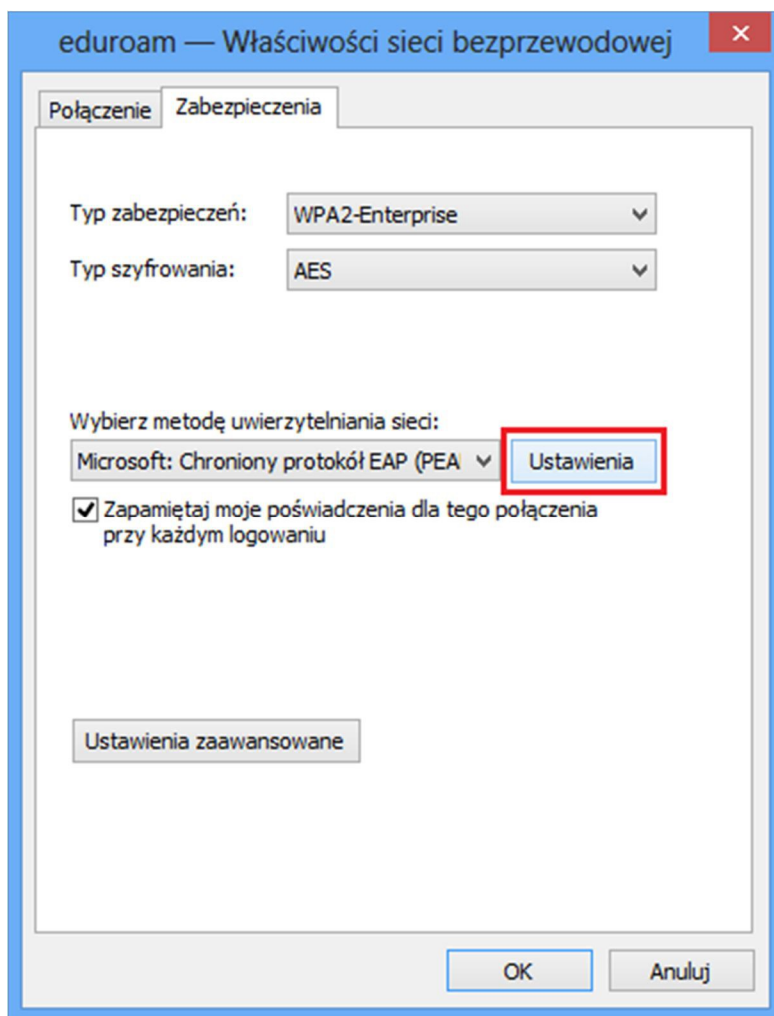 eduroam — Właściwości sieci bezprzewodowej
Połączenie Zabezpieczenia
Typ zabezpieczeń: WPA2-Enterprise
Typ szyfrowania: AES
Wybierz metodę uwierzytelniania sieci:
Microsoft: Chroniony protokół EAP (PEA Ustawienia
Zapamiętaj moje poświadczenia dla tego połączenia
przy każdym logowaniu
Ustawienia zaawansowane
OK Anuluj